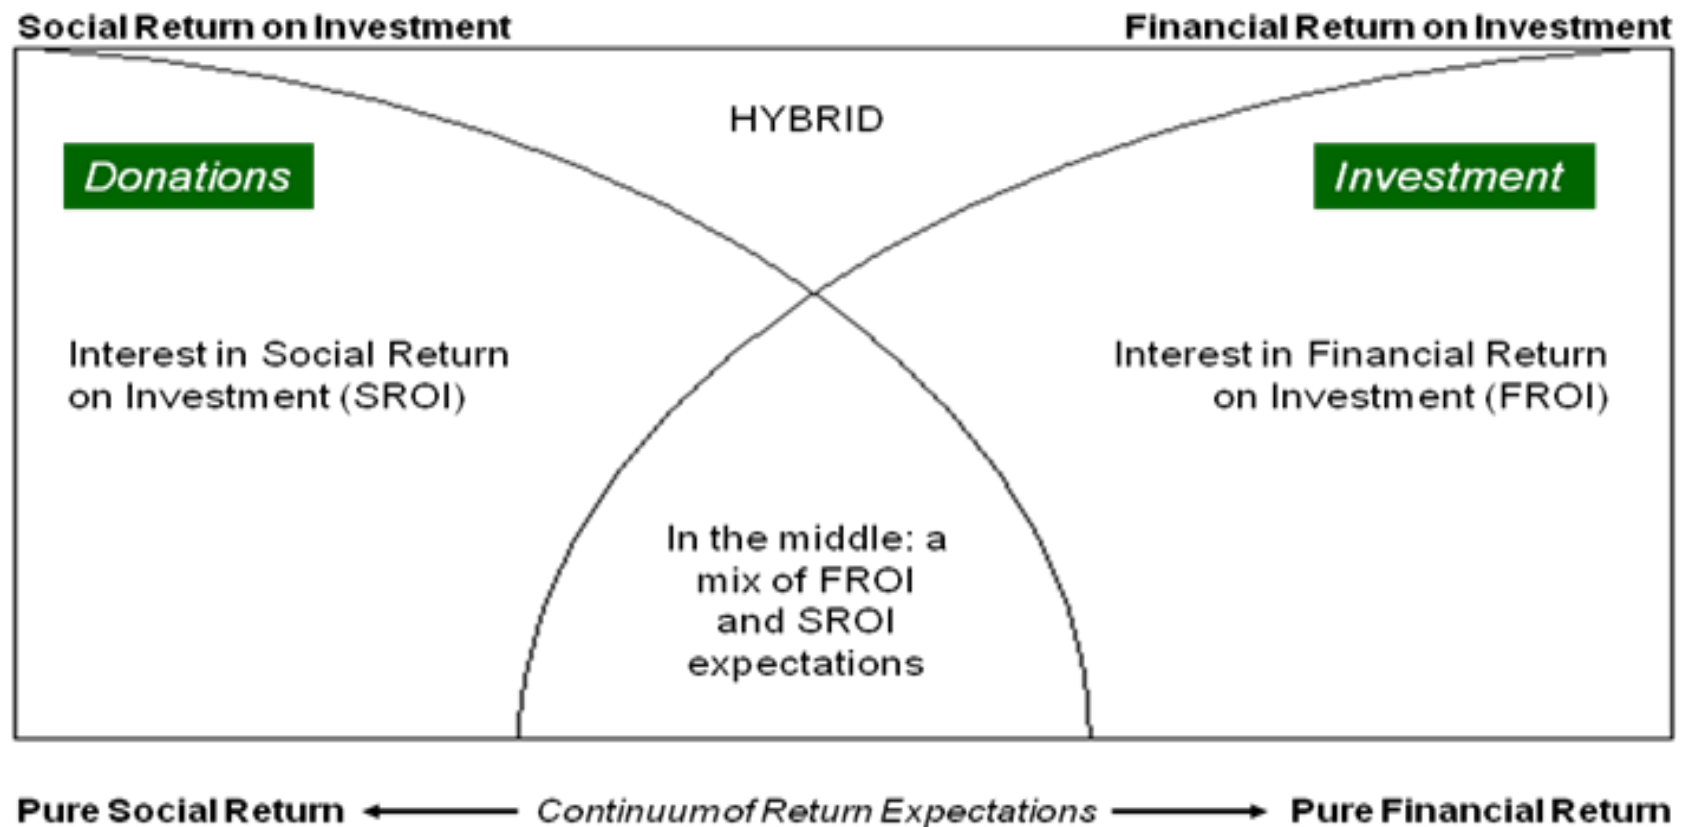 Social Return on Investment
Financial Return on Investment
HYBRID
Donations
Investment
Interest in Social Return
on Investment (SROI)
Interest in Financial Return
on Investment (FROI)
In the middle: a
mix of FROI
and SROI
expectations
Pure Social Return
Continuum of Return Expectations
Pure Financial Return